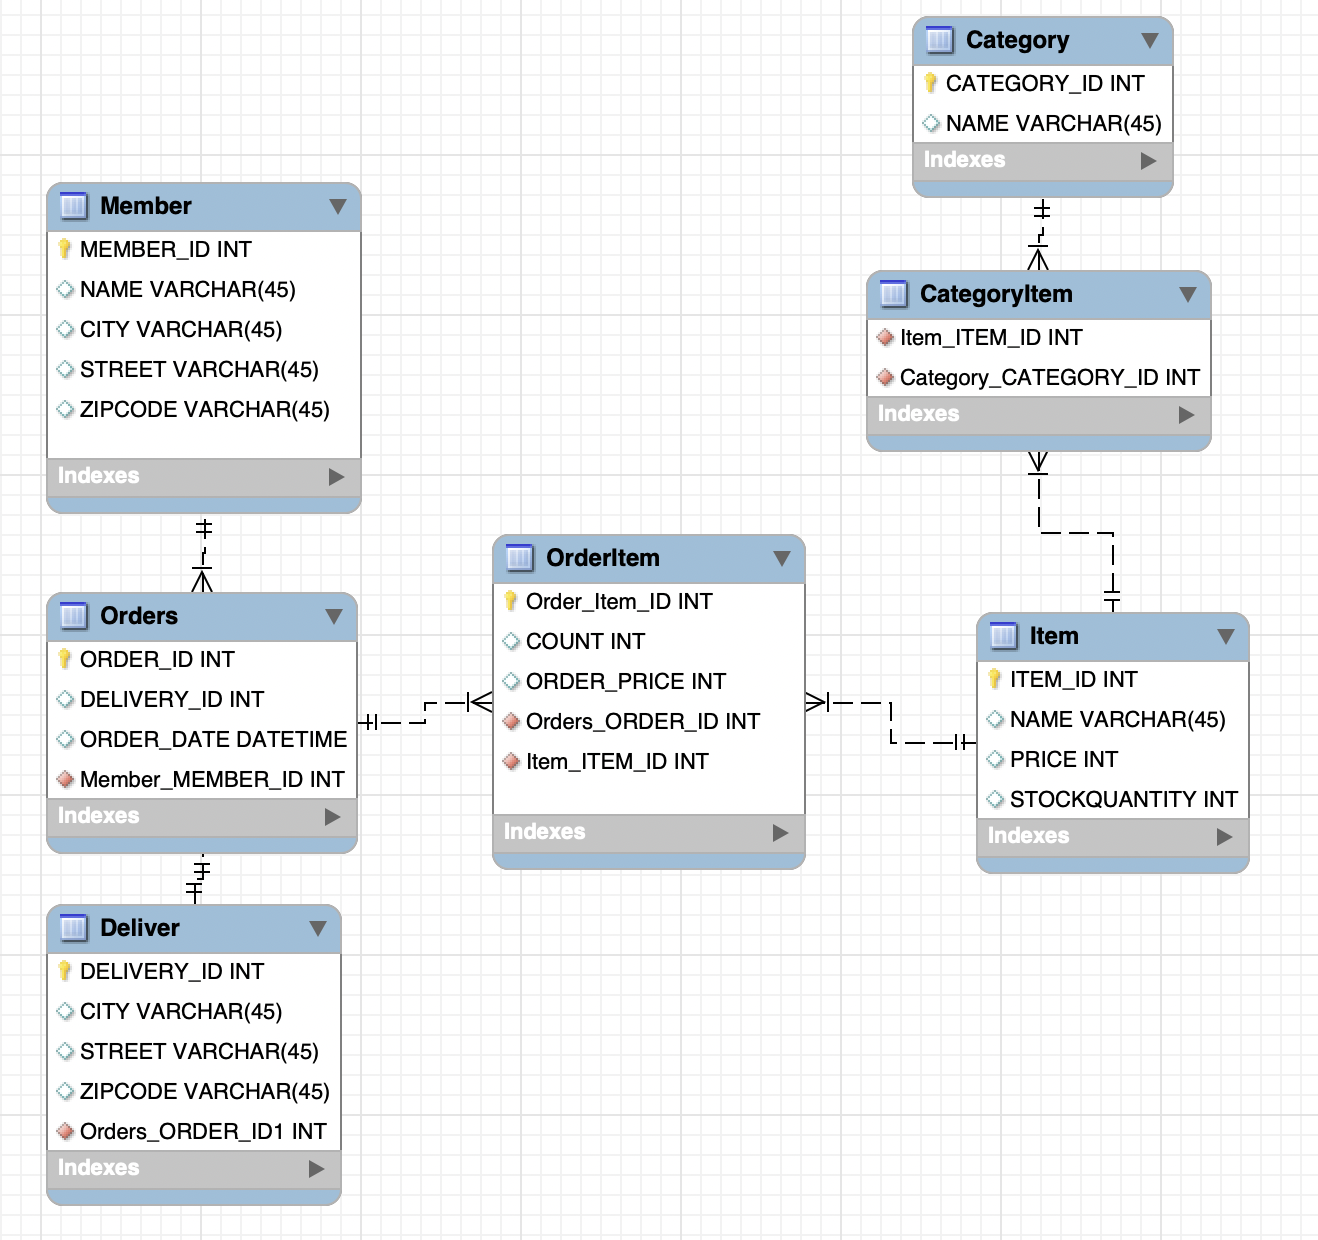 Category
CATEGORY_ID INT
NAME VARCHAR(45)
Indexes
Member
MEMBER_ID INT
NAME VARCHAR(45)
CITY VARCHAR(45)
STREET VARCHAR(45)
ZIPCODE VARCHAR(45)
Indexes
CategoryItem
Item_ITEM_ID INT
Category_CATEGORY_ID INT
Indexes
Orders
ORDER_ID INT
DELIVERY_ID INT
ORDER_DATE DATETIME
Member_MEMBER_ID INT
Indexes
OrderItem
Order_Item_ID INT
COUNT INT
ORDER_PRICE INT
Orders_ORDER_ID INT
Item_ITEM_ID INT
Indexes
Item
ITEM_ID INT
NAME VARCHAR(45)
PRICE INT
STOCKQUANTITY INT
Indexes
Deliver
DELIVERY_ID INT
CITY VARCHAR(45)
STREET VARCHAR(45)
ZIPCODE VARCHAR(45)
Orders_ORDER_ID1 INT
Indexes